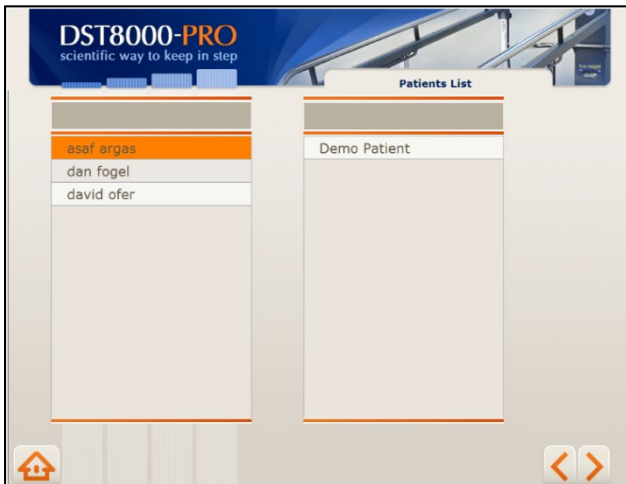 DST8000-PRO
scientific way to keep in step
Patients List
asaf argas
dan fogel
david ofer
Demo Patient